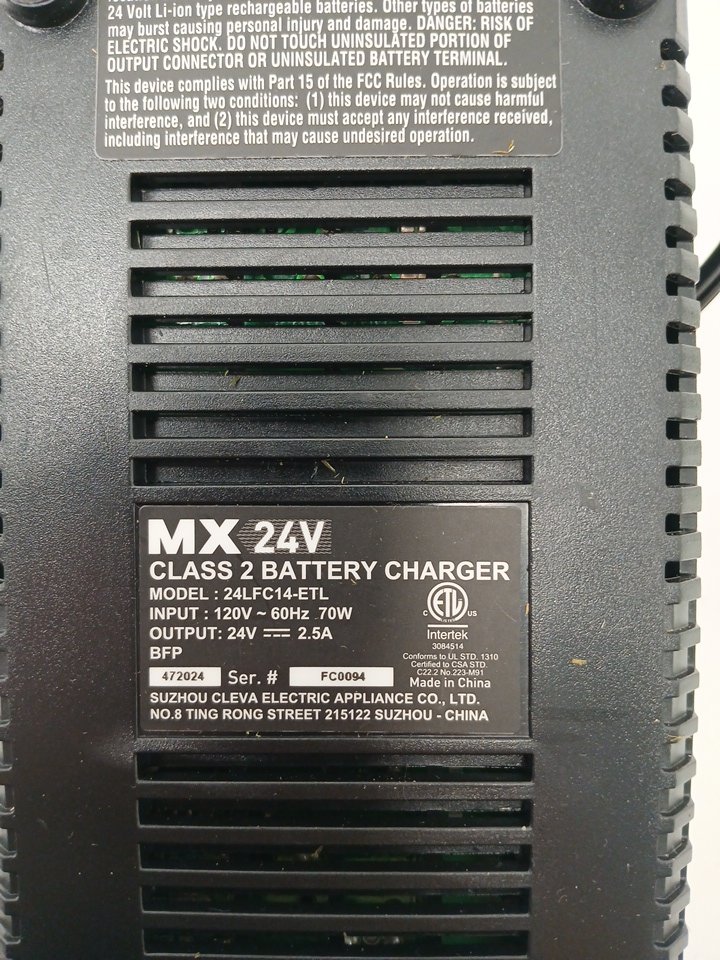 24 Volt Li-ion type rechargeable batteries. Other types of batteries
may burst causing personal injury and damage. DANGER: RISK OF
ELECTRIC SHOCK. DO NOT TOUCH UNINSULATED PORTION OF
OUTPUT CONNECTOR OR UNINSULATED BATTERY TERMINAL.
This device complies with Part 15 of the FCC Rules. Operation is subject
to the following two conditions: (1) this device may not cause harmful
interference, and (2) this device must accept any interference received,
including interference that may cause undesired operation.
MX 24V
CLASS 2 BATTERY CHARGER
MODEL : 24LFC14-ETL
INPUT : 120V ~ 60Hz 70W
OUTPUT: 24V ⎓ 2.5A
BFP
C ETL US
LISTED
Intertek
3084514
Conforms to UL STD. 1310
Certified to CSA STD.
C22.2 No.223-M91
Made in China
472024 Ser. # FC0094
SUZHOU CLEVA ELECTRIC APPLIANCE CO., LTD.
NO.8 TING RONG STREET 215122 SUZHOU - CHINA